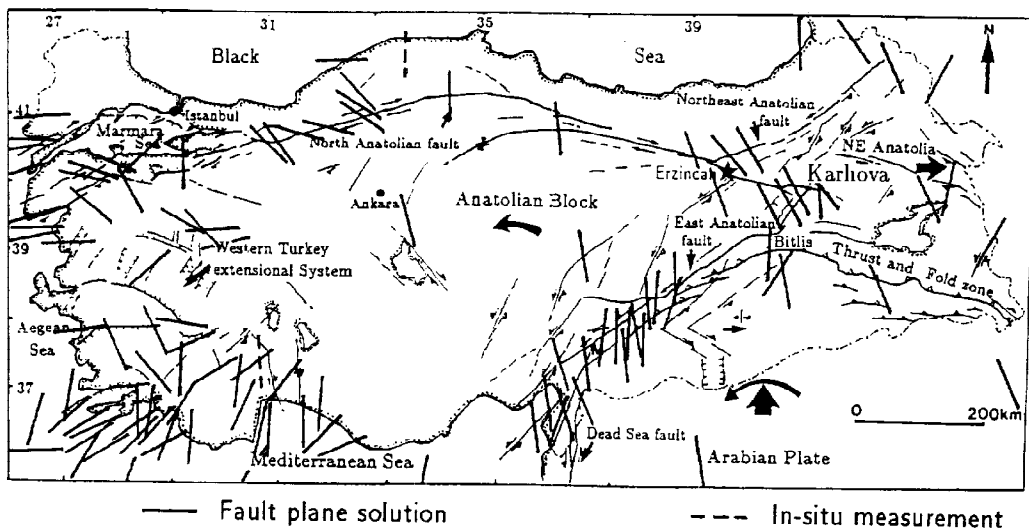 27 31 35 39
N
Black Sea
41
Istanbul
Marmara
Sea
Northeast Anatolian
fault
North Anatolian fault
NE Anatolia
Erzincan
Karlıova
Ankara
Anatolian Block
East Anatolian
fault
39
Bitlis
Thrust and Fold zone
Western Turkey
extensional System
Aegean
Sea
37
0 200km
Dead Sea fault
Mediterranean Sea
Arabian Plate
Fault plane solution
In-situ measurement